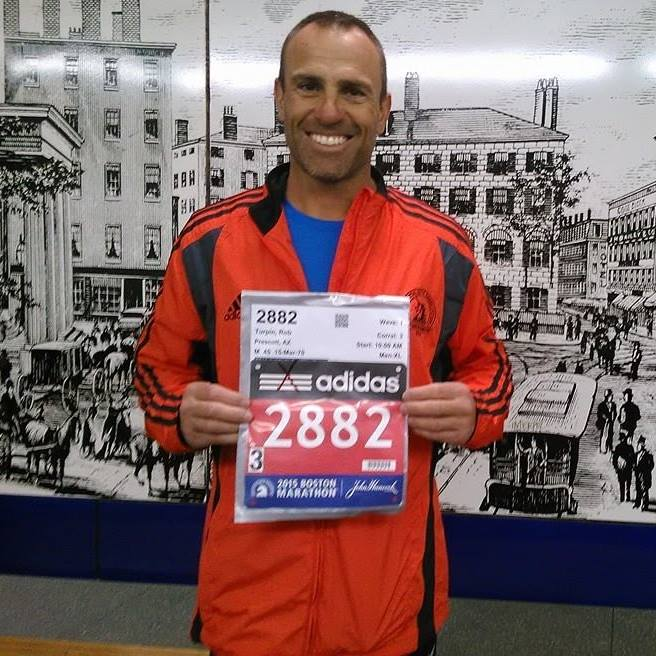 2882
Turpin, Rob
Prescott, AZ
M 45 15-Mar-70
Wave: 1
Corral: 3
Start: 10:00 AM
Men-XL
adidas
2882
3
2015 BOSTON
MARATHON
John Hancock